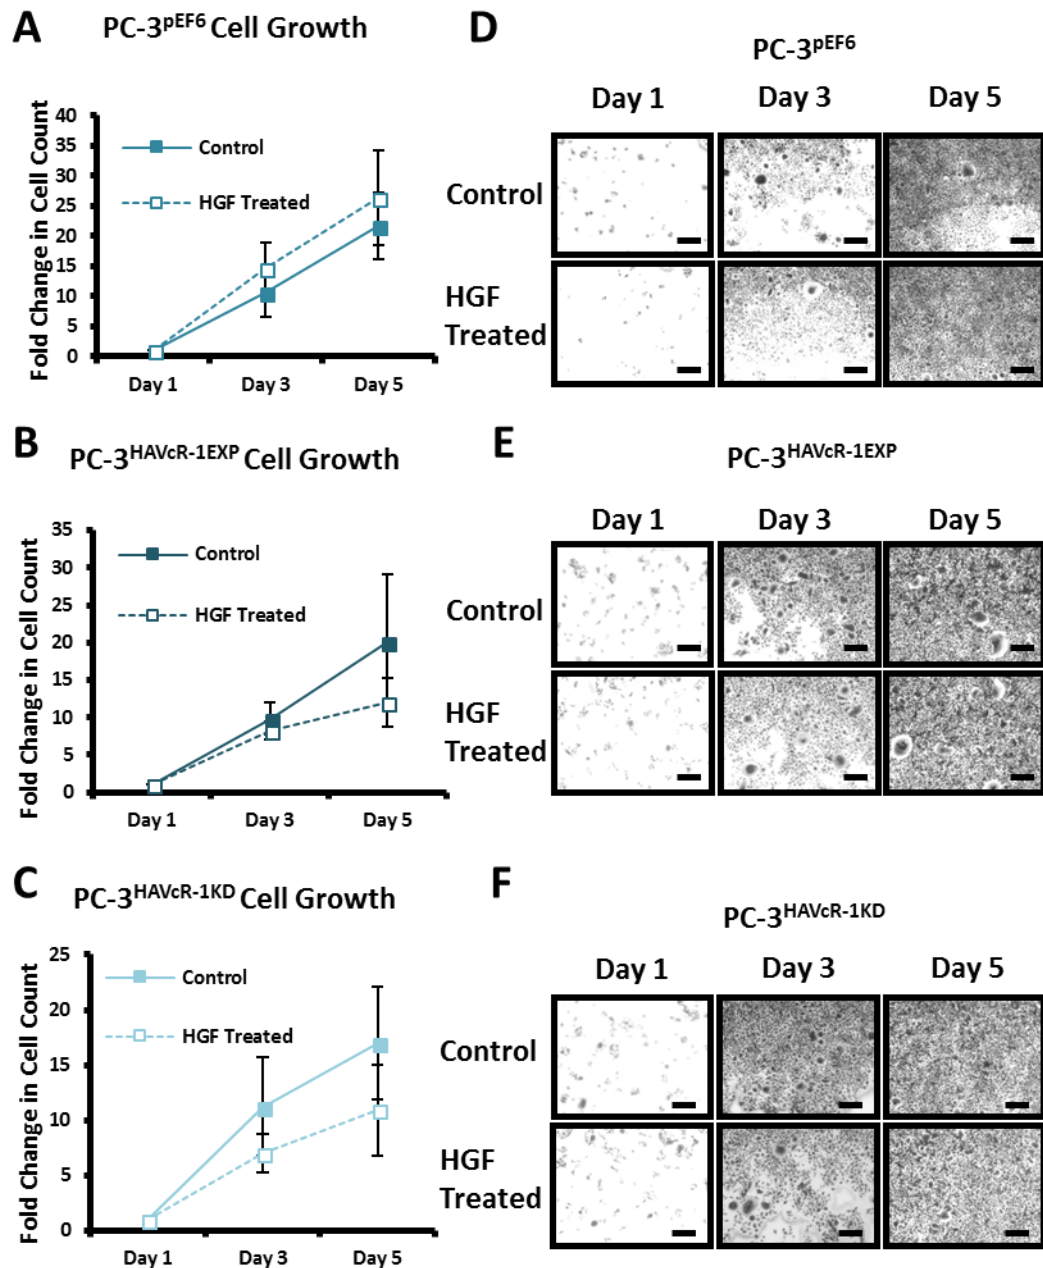 A
PC-3pEF6 Cell Growth
Fold Change in Cell Count
40
35
30
25
20
15
10
5
0
Control
HGF Treated
Day 1
Day 3
Day 5
B
PC-3HAVcR-1EXP Cell Growth
Fold Change in Cell Count
35
30
25
20
15
10
5
0
Control
HGF Treated
Day 1
Day 3
Day 5
C
PC-3HAVcR-1KD Cell Growth
Fold Change in Cell Count
25
20
15
10
5
0
Control
HGF Treated
Day 1
Day 3
Day 5
D
PC-3pEF6
Day 1
Day 3
Day 5
Control
HGF
Treated
E
PC-3HAVcR-1EXP
Day 1
Day 3
Day 5
Control
HGF
Treated
F
PC-3HAVcR-1KD
Day 1
Day 3
Day 5
Control
HGF
Treated